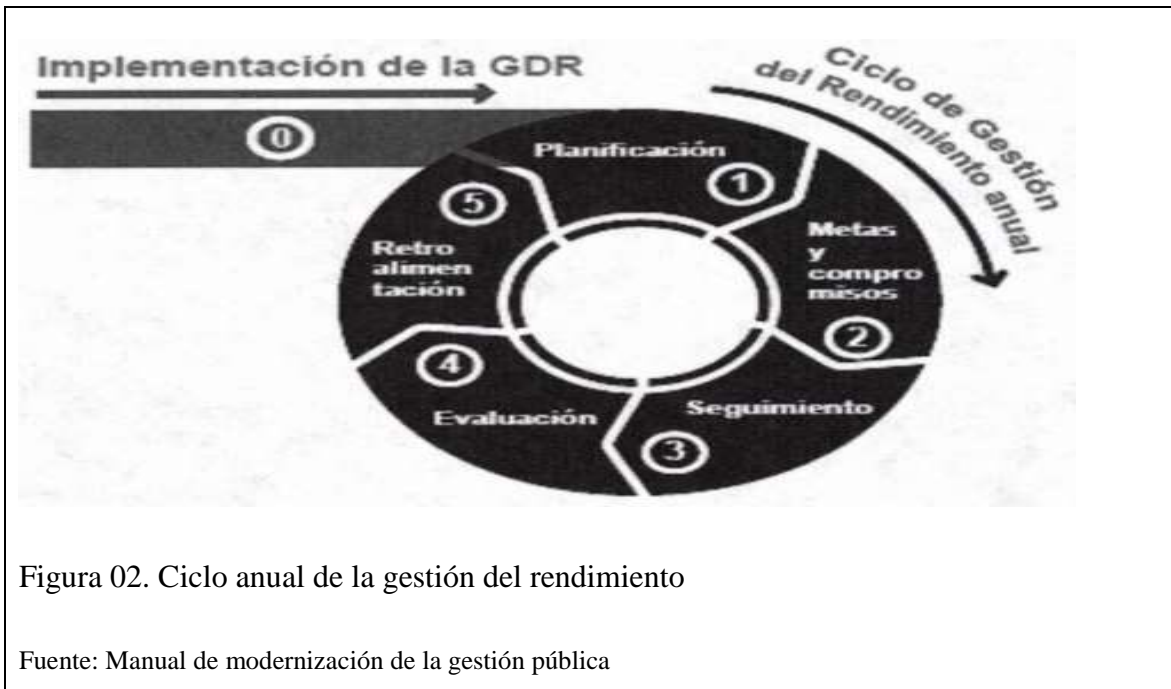 Implementación de la GDR
Ciclo de Gestión
del Rendimiento anual
0
Planificación
1
Metas
y
compro
misos
2
Seguimiento
3
Evaluación
4
Retro
alimen
tación
5
Figura 02. Ciclo anual de la gestión del rendimiento
Fuente: Manual de modernización de la gestión pública